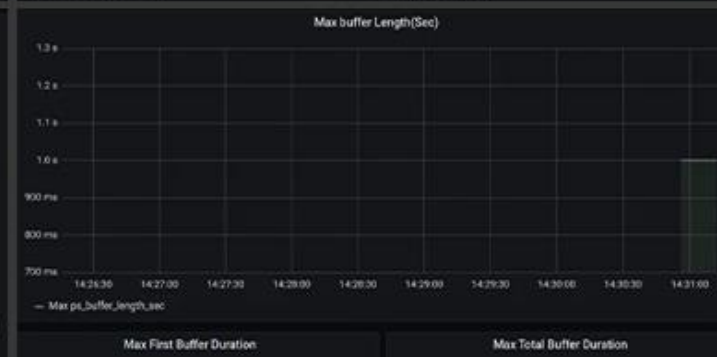 Max buffer Length(Sec)
1.3 s
1.2 s
1.1 s
1.0 s
900 ms
800 ms
700 ms
14:26:30 14:27:00 14:27:30 14:28:00 14:28:30 14:29:00 14:29:30 14:30:00 14:30:30 14:31:00
Max ps_buffer_length_sec
Max First Buffer Duration Max Total Buffer Duration